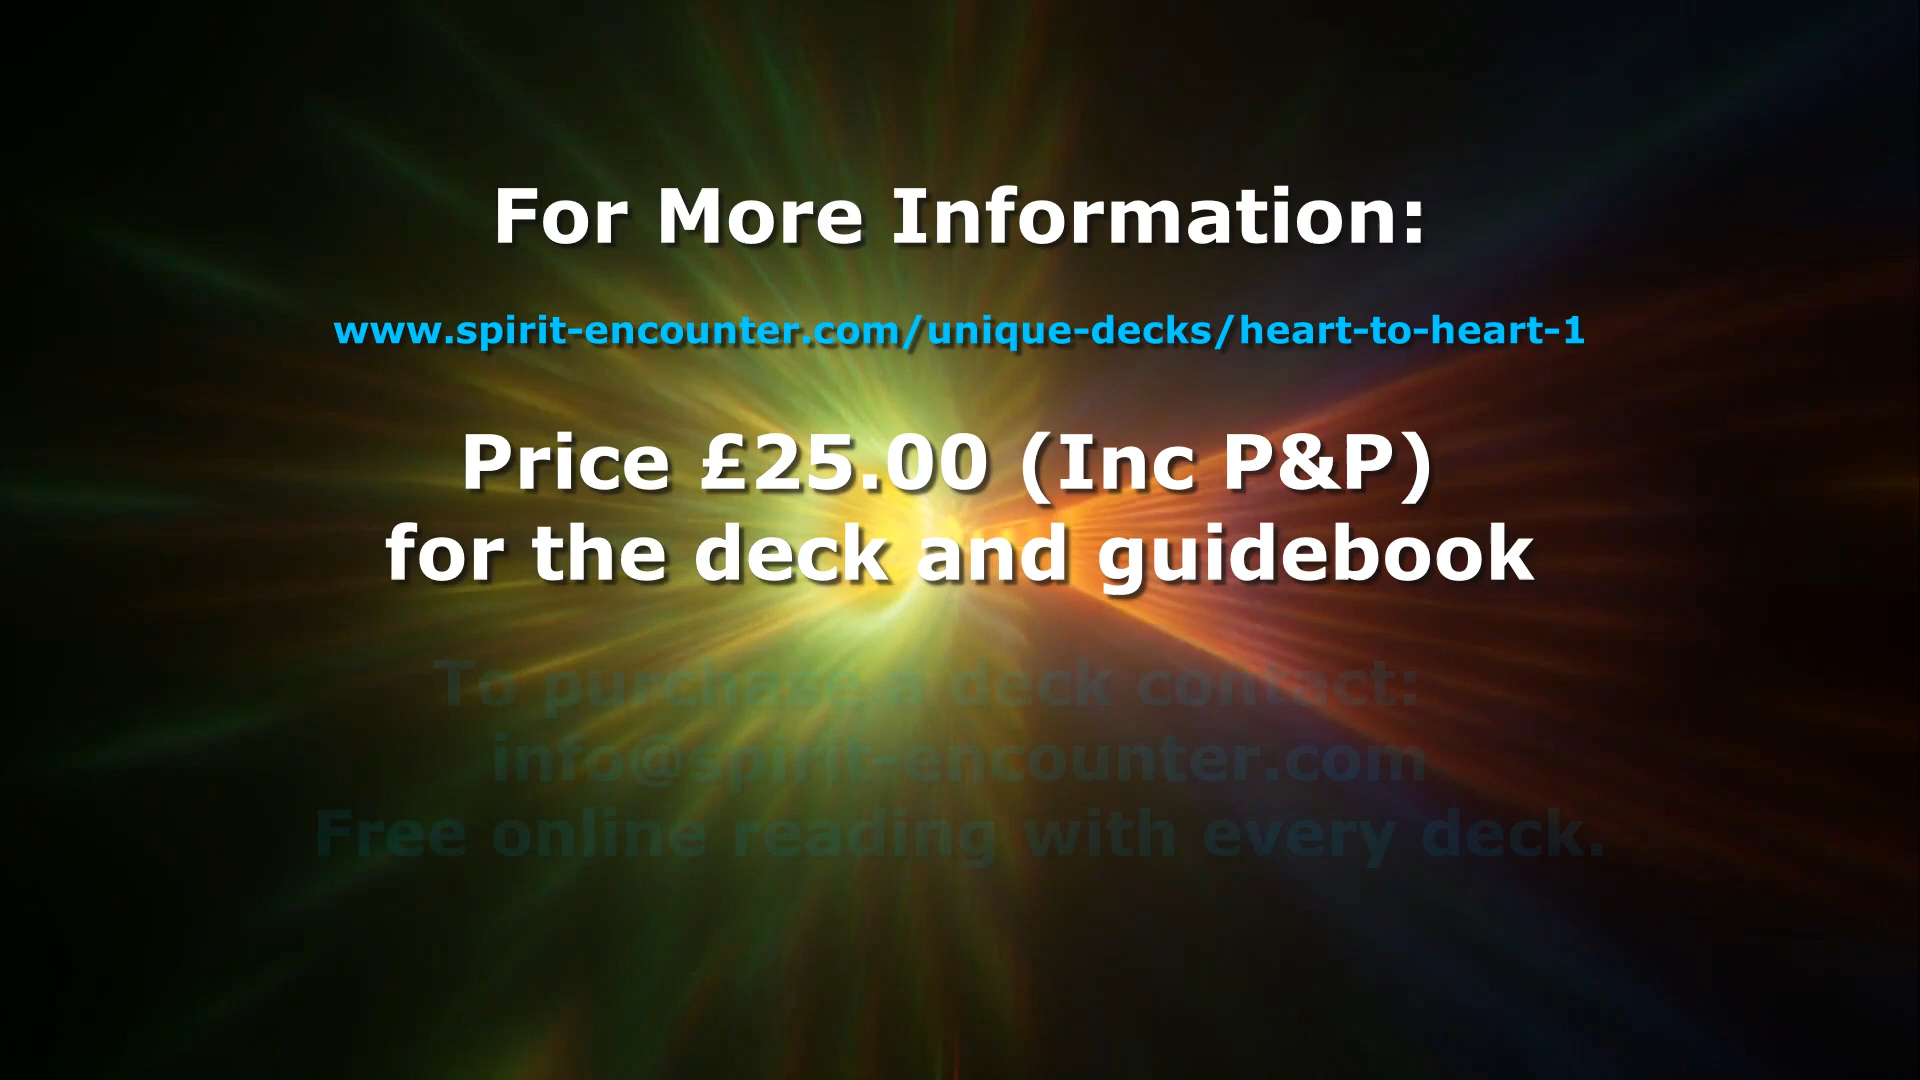 For More Information:
www.spirit-encounter.com/unique-decks/heart-to-heart-1
Price £25.00 (Inc P&P)
for the deck and guidebook
To purchase a deck contact:
info@spirit-encounter.com
Free online reading with every deck.